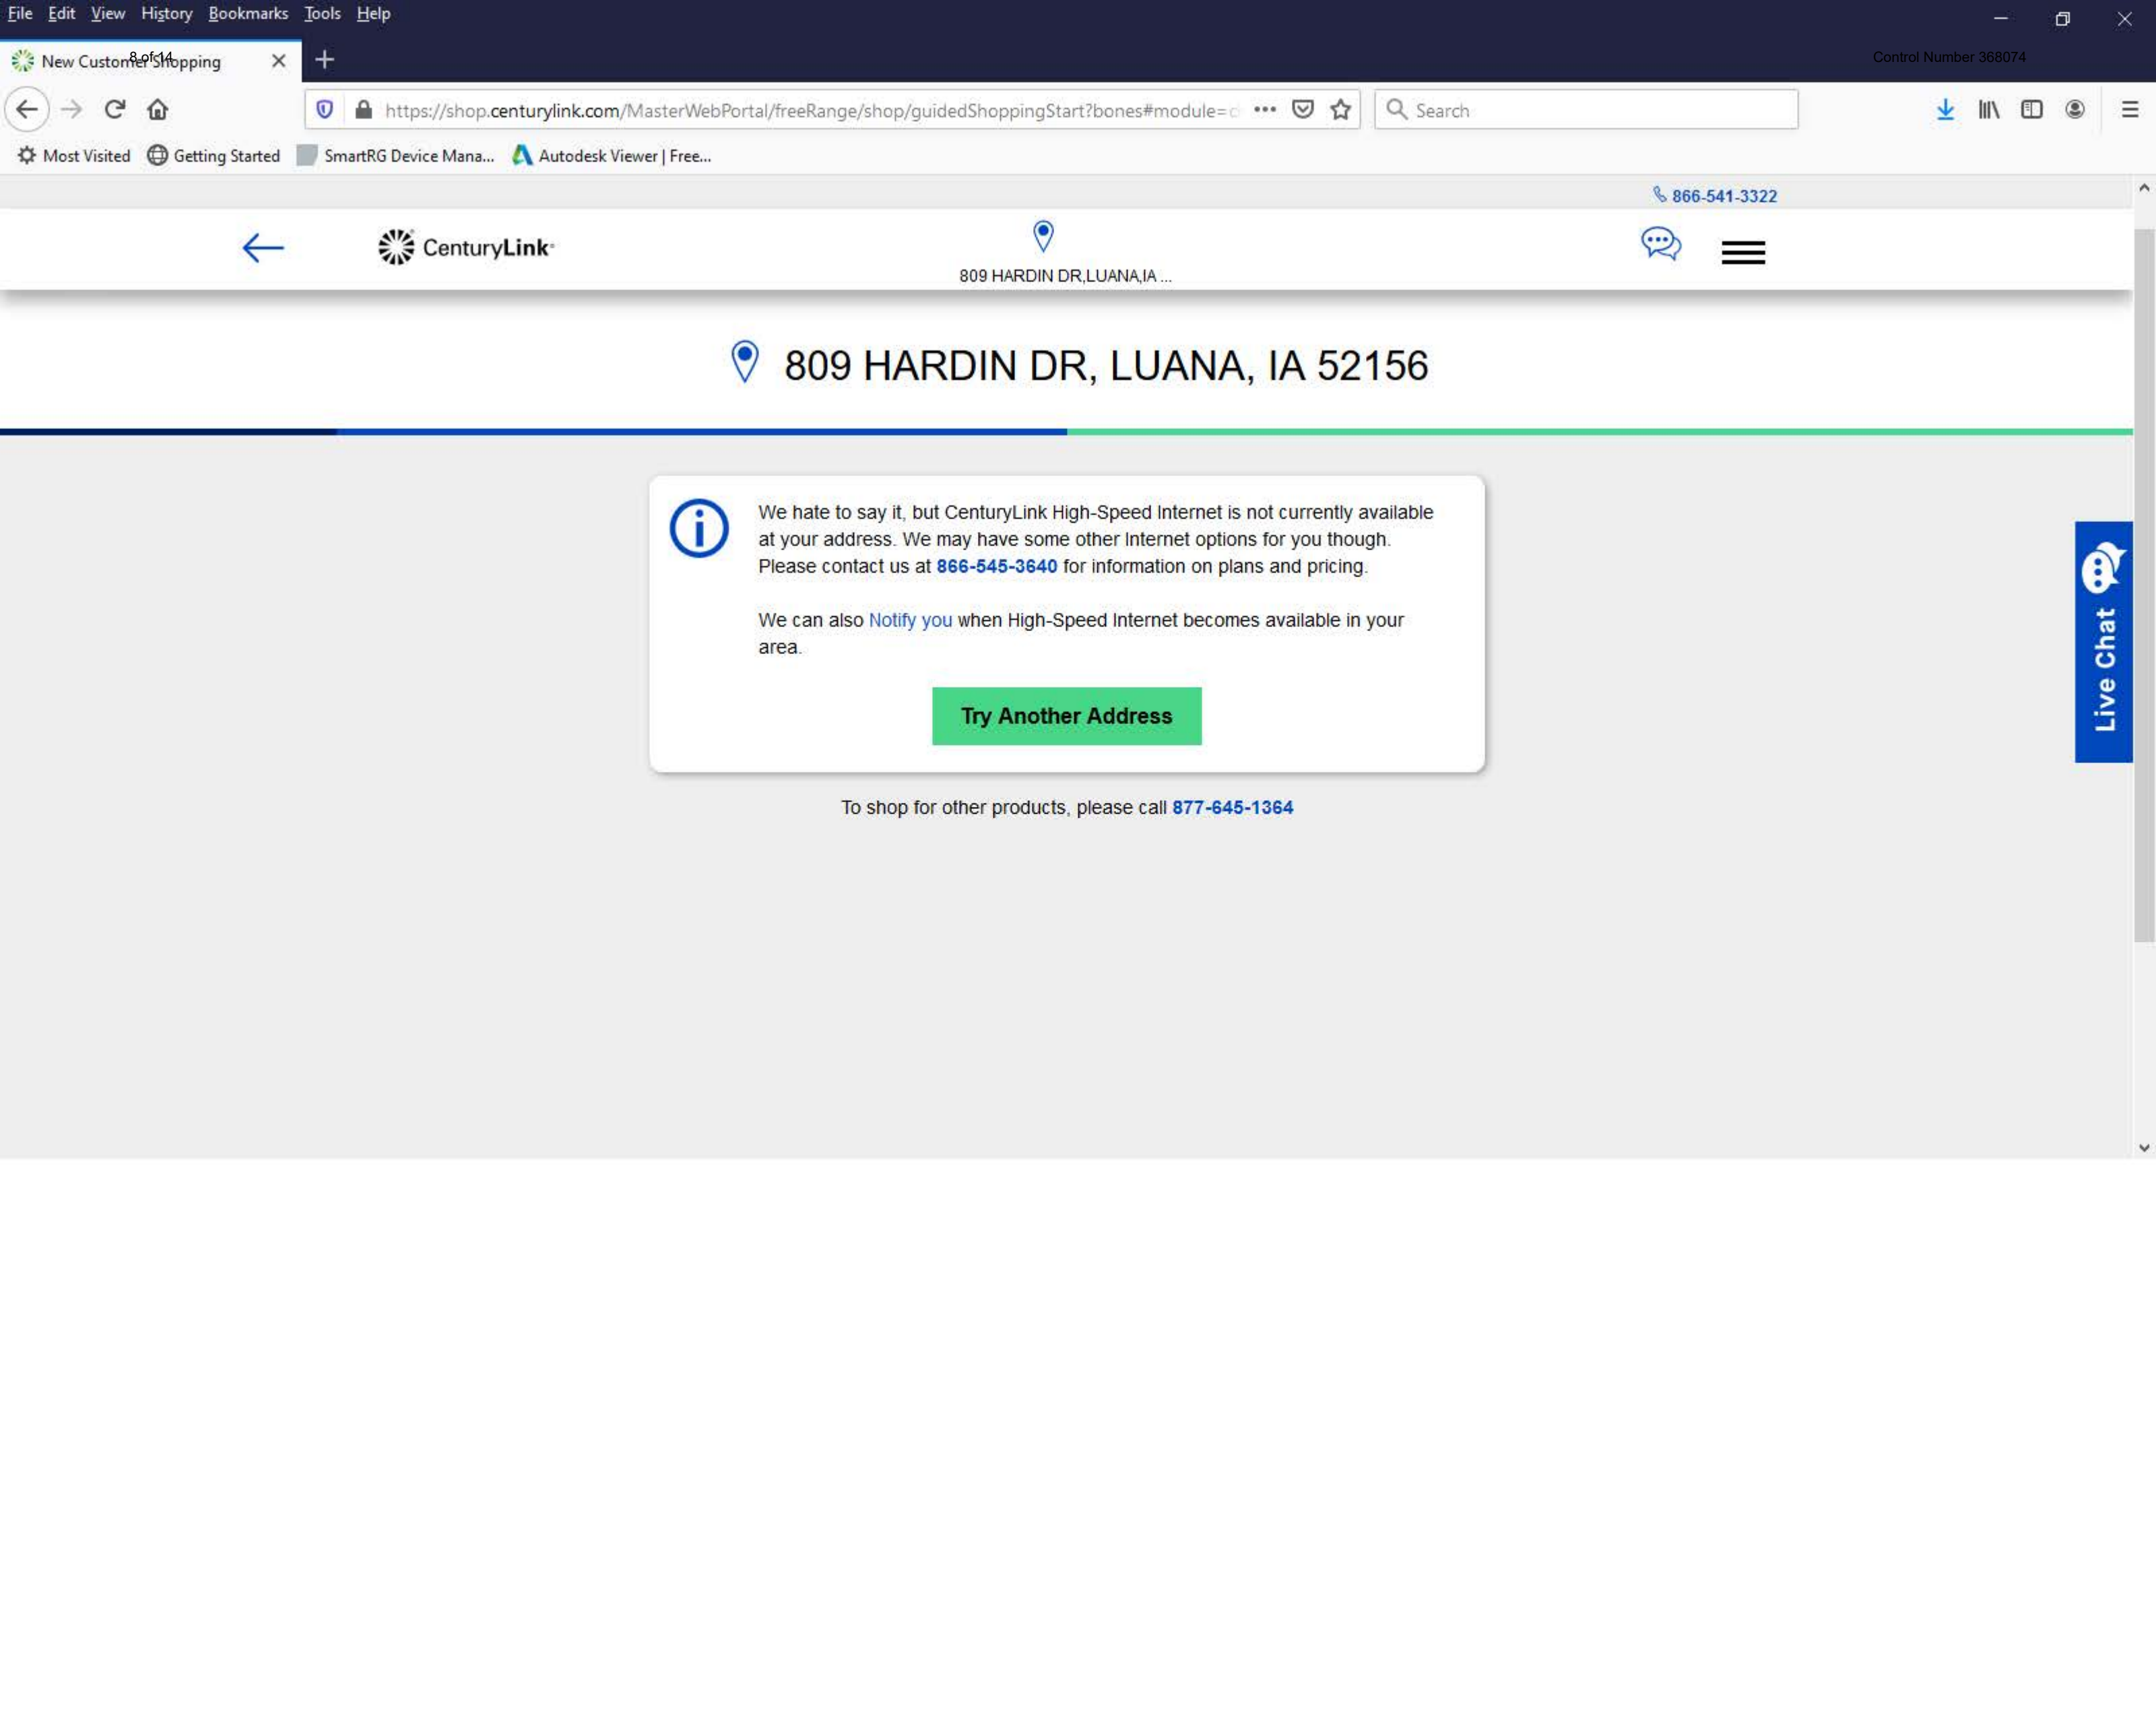 File Edit View History Bookmarks Tools Help
New Customer Shopping
8 of 14
Control Number 368074
https://shop.centurylink.com/MasterWebPortal/freeRange/shop/guidedShoppingStart?bones#module=c
Search
Most Visited Getting Started SmartRG Device Mana... Autodesk Viewer | Free...
866-541-3322
CenturyLink
809 HARDIN DR,LUANA,IA ...
809 HARDIN DR, LUANA, IA 52156
We hate to say it, but CenturyLink High-Speed Internet is not currently available
at your address. We may have some other Internet options for you though.
Please contact us at 866-545-3640 for information on plans and pricing.
We can also Notify you when High-Speed Internet becomes available in your
area.
Try Another Address
Live Chat
To shop for other products, please call 877-645-1364